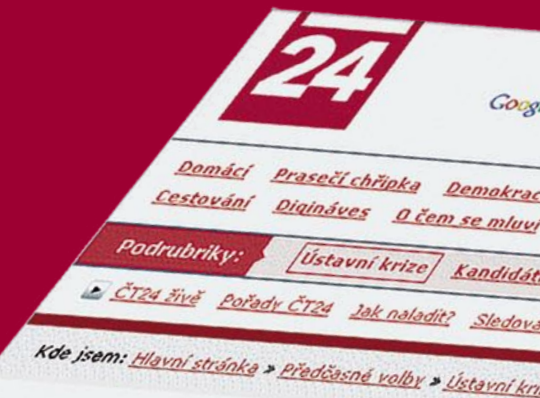 24
Goog
Domácí Prasečí chřipka Demokrac
Cestování Digináves O čem se mluví
Podrubriky: Ústavní krize Kandidát
ČT24 živě Pořady ČT24 Jak naladit? Sledova
Kde jsem: Hlavní stránka » Předčasné volby » Ústavní kri